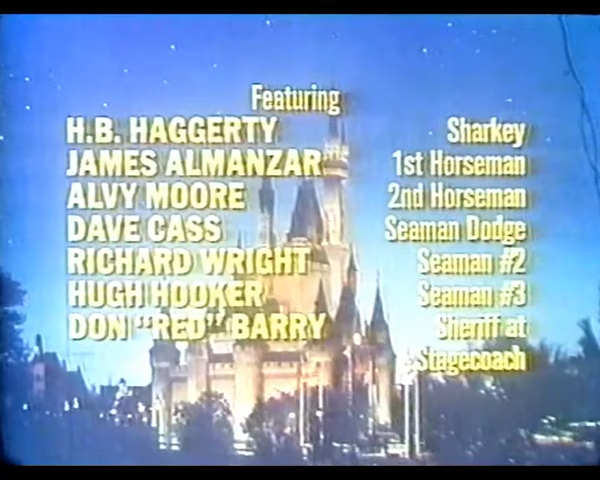 Featuring
H.B. HAGGERTY Sharkey
JAMES ALMANZAR 1st Horseman
ALVY MOORE 2nd Horseman
DAVE CASS Seaman Dodge
RICHARD WRIGHT Seaman #2
HUGH HOOKER Seaman #3
DON "RED" BARRY Sheriff at
Stagecoach